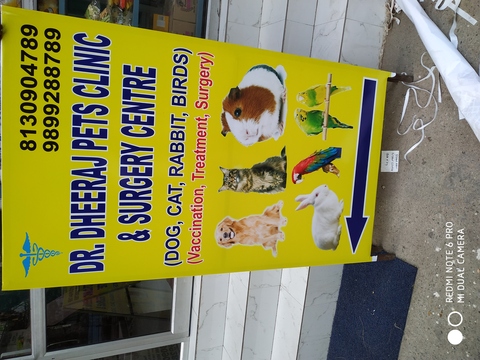 8130904789
9899288789
DR. DHEERAJ PETS CLINIC
& SURGERY CENTRE
(DOG, CAT, RABBIT, BIRDS)
(Vaccination, Treatment, Surgery)
REDMI NOTE 6 PRO
MI DUAL CAMERA